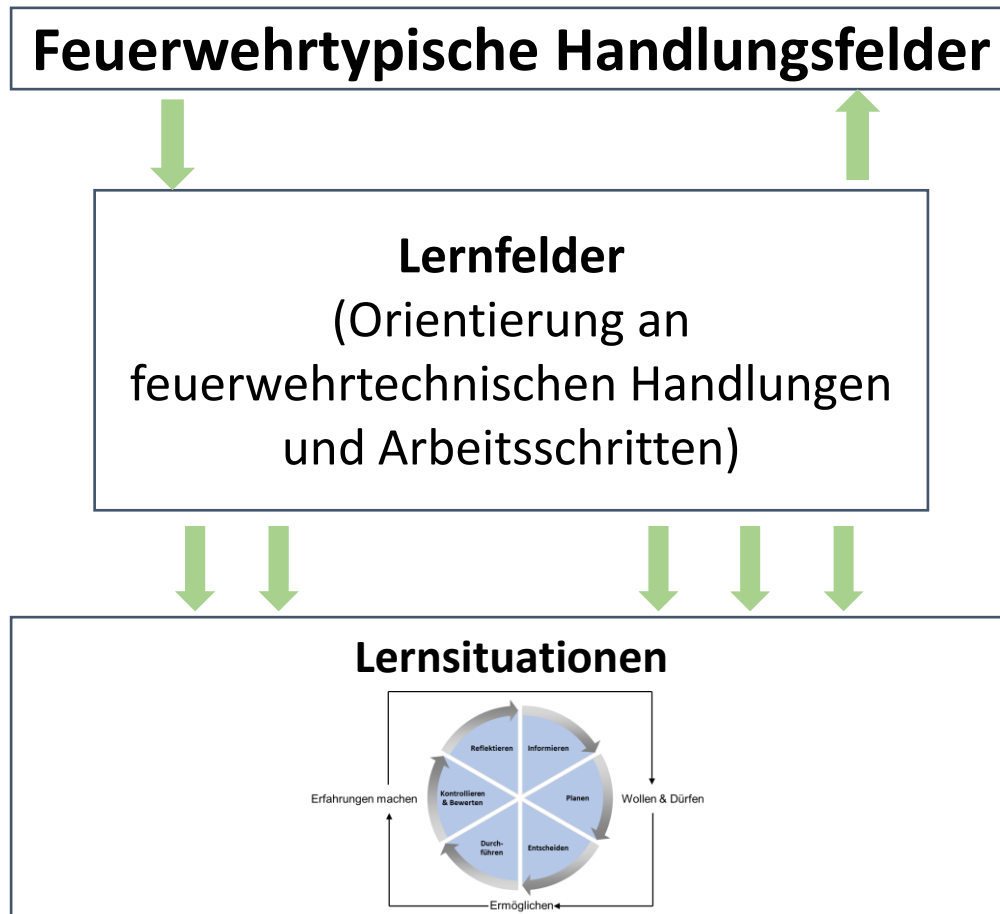 Feuerwehrtypische Handlungsfelder
Lernfelder
(Orientierung an
feuerwehrtechnischen Handlungen
und Arbeitsschritten)
Lernsituationen
Reflektieren
Informieren
Erfahrungen machen
Kontrollieren
& Bewerten
Planen
Wollen & Dürfen
Durch-
führen
Entscheiden
Ermöglichen